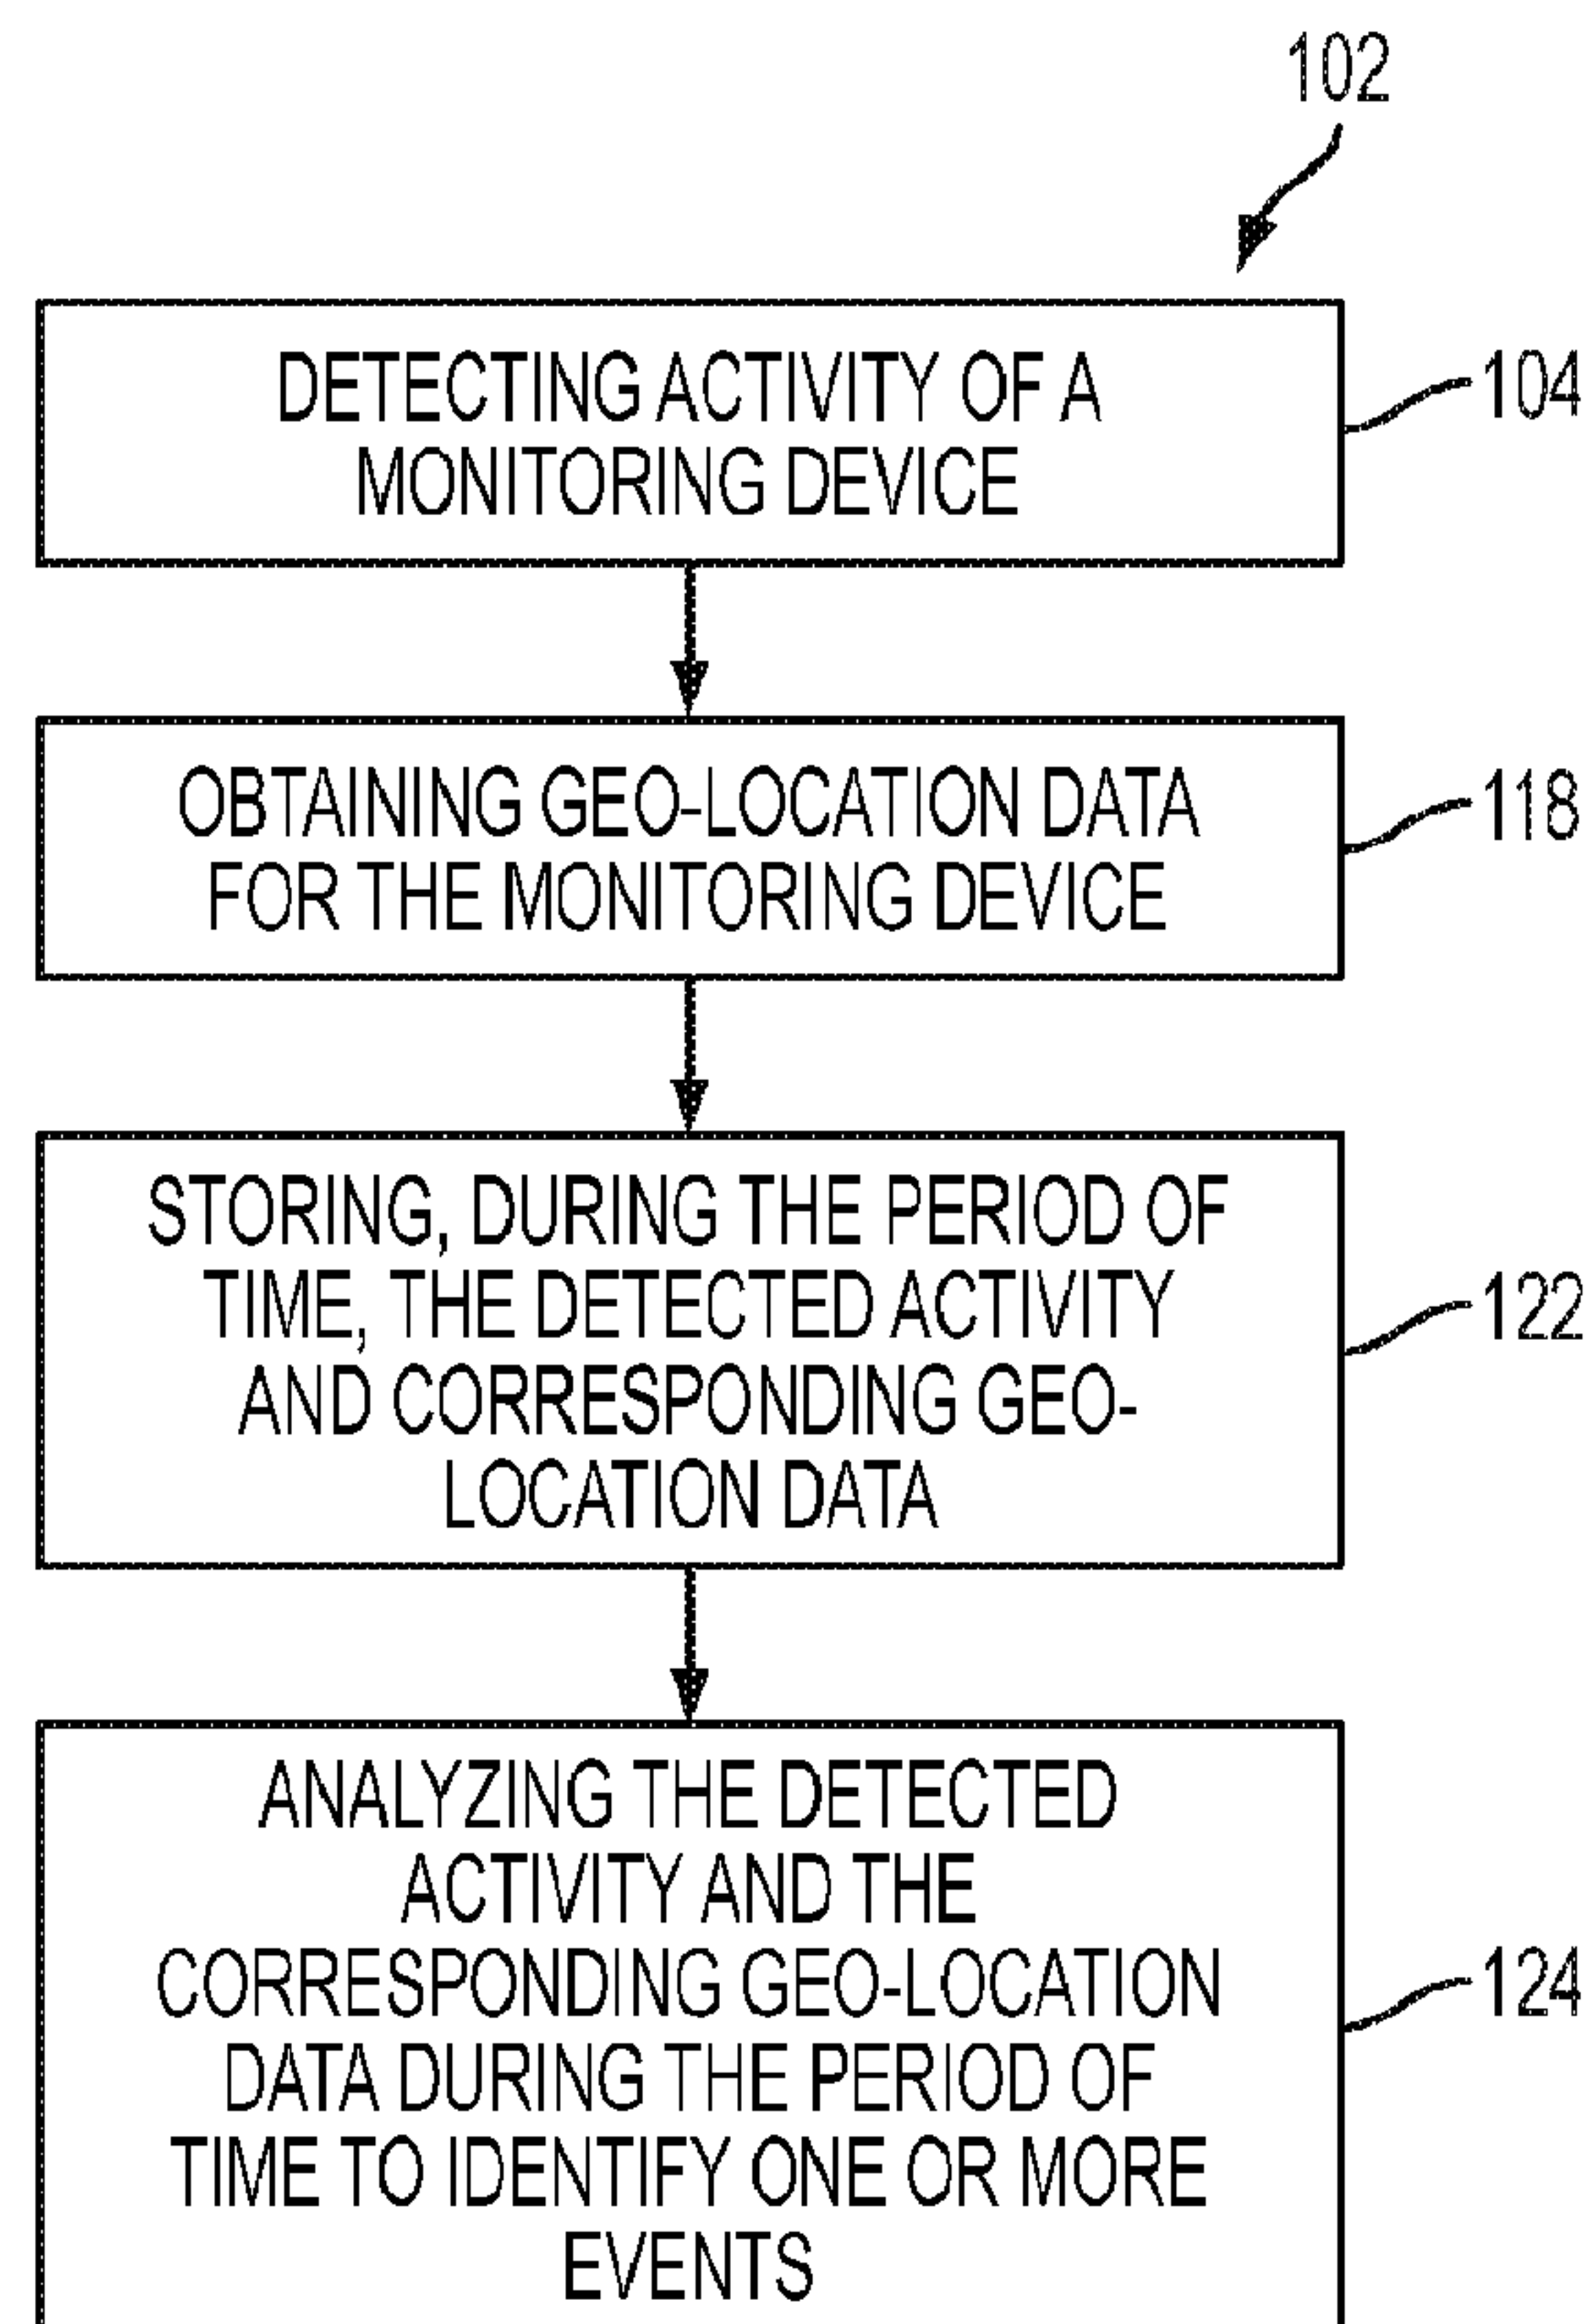 102
DETECTING ACTIVITY OF A
MONITORING DEVICE
104
OBTAINING GEO-LOCATION DATA
FOR THE MONITORING DEVICE
118
STORING, DURING THE PERIOD OF
TIME, THE DETECTED ACTIVITY
AND CORRESPONDING GEO-
LOCATION DATA
122
ANALYZING THE DETECTED
ACTIVITY AND THE
CORRESPONDING GEO-LOCATION
DATA DURING THE PERIOD OF
TIME TO IDENTIFY ONE OR MORE
EVENTS
124